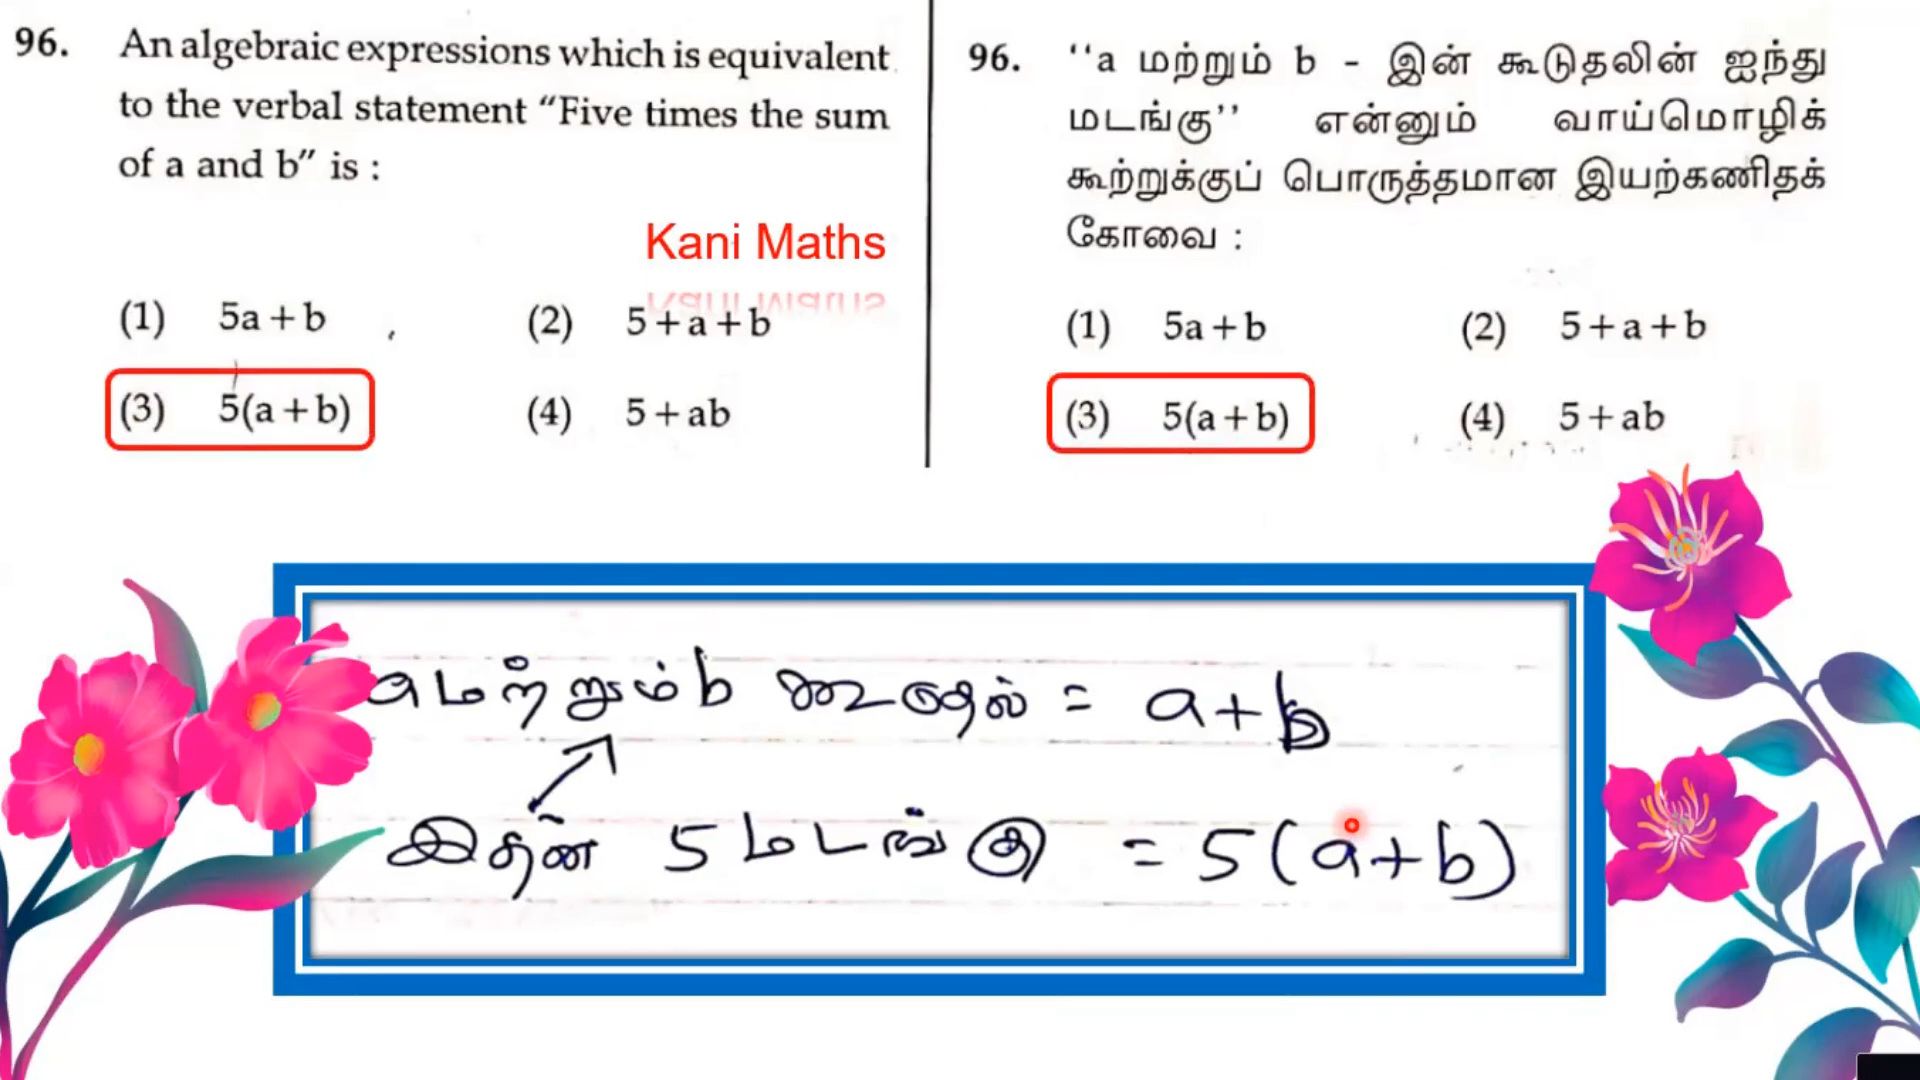 96. An algebraic expressions which is equivalent
to the verbal statement “Five times the sum
of a and b” is :
Kani Maths
(1) 5a + b (2) 5 + a + b
(3) 5(a + b) (4) 5 + ab
96. ‘‘a மற்றும் b - இன் கூடுதலின் ஐந்து
மடங்கு’’ என்னும் வாய்மொழிக்
கூற்றுக்குப் பொருத்தமான இயற்கணிதக்
கோவை :
(1) 5a + b (2) 5 + a + b
(3) 5(a + b) (4) 5 + ab
a மற்றும் b கூடுதல் = a + b
இதன் 5 மடங்கு = 5 (a + b)